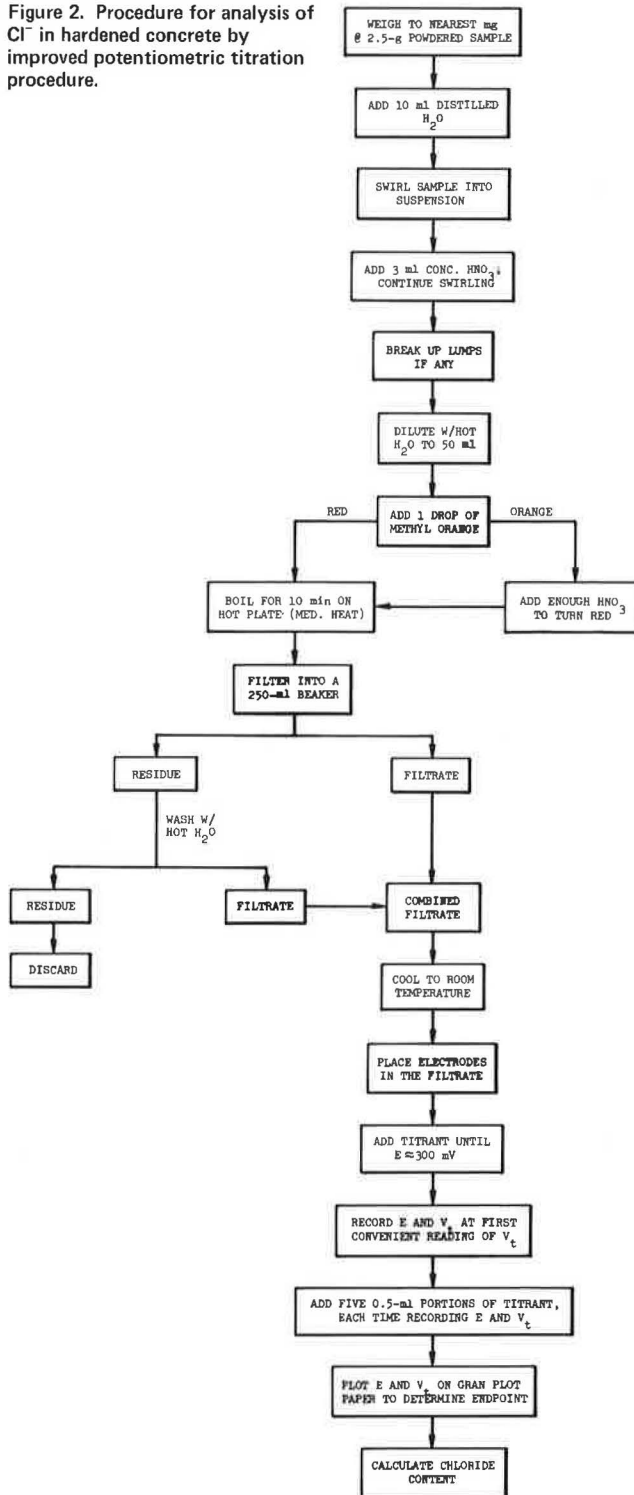 Figure 2. Procedure for analysis of
Cl⁻ in hardened concrete by
improved potentiometric titration
procedure.
WEIGH TO NEAREST mg
@ 2.5-g POWDERED SAMPLE
ADD 10 ml DISTILLED
H₂O
SWIRL SAMPLE INTO
SUSPENSION
ADD 3 ml CONC. HNO₃,
CONTINUE SWIRLING
BREAK UP LUMPS
IF ANY
DILUTE W/HOT
H₂O TO 50 ml
RED
ADD 1 DROP OF
METHYL ORANGE
ORANGE
BOIL FOR 10 min ON
HOT PLATE (MED. HEAT)
ADD ENOUGH HNO₃
TO TURN RED
FILTER INTO A
250-ml BEAKER
RESIDUE
FILTRATE
WASH W/
HOT H₂O
RESIDUE
FILTRATE
COMBINED
FILTRATE
DISCARD
COOL TO ROOM
TEMPERATURE
PLACE ELECTRODES
IN THE FILTRATE
ADD TITRANT UNTIL
E ≈ 300 mV
RECORD E AND Vₜ AT FIRST
CONVENIENT READING OF Vₜ
ADD FIVE 0.5-ml PORTIONS OF TITRANT,
EACH TIME RECORDING E AND Vₜ
PLOT E AND Vₜ ON GRAN PLOT
PAPER TO DETERMINE ENDPOINT
CALCULATE CHLORIDE
CONTENT